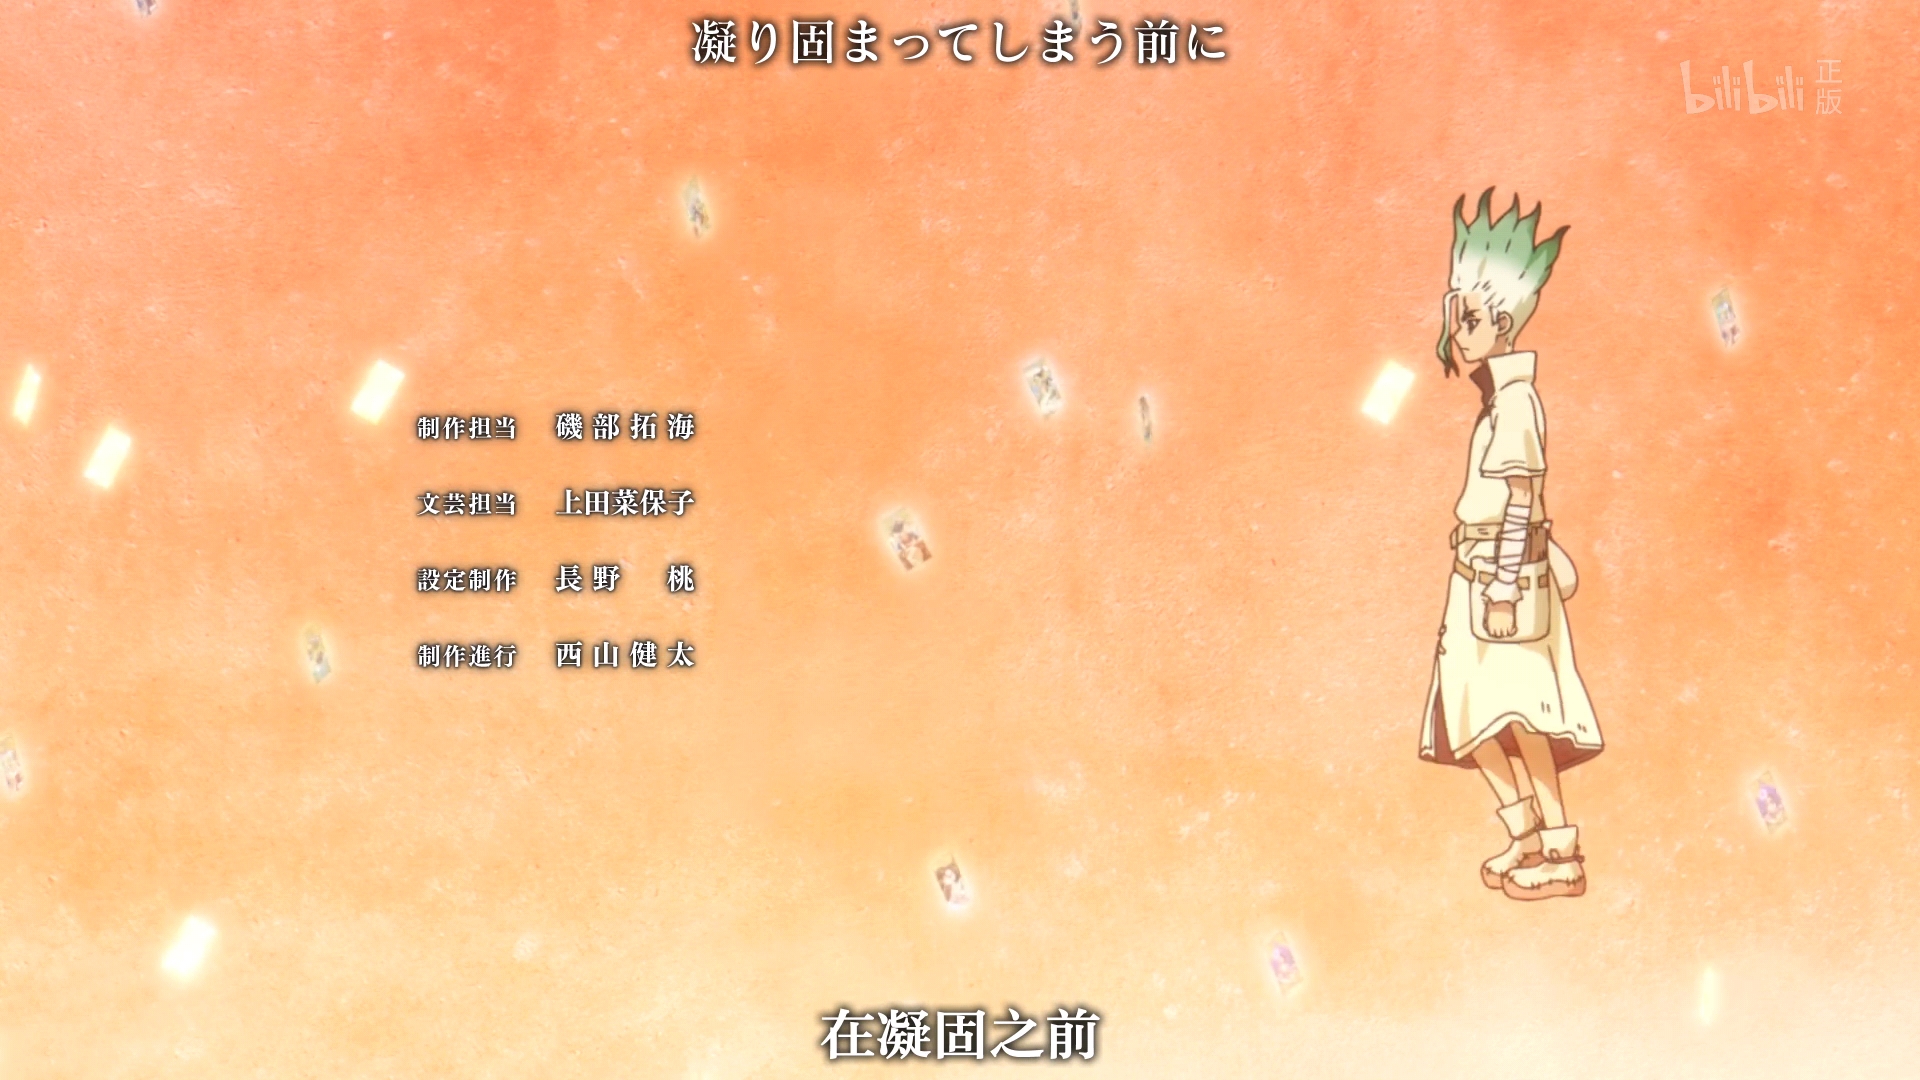 凝り固まってしまう前に
bilibili 正版
制作担当 磯部拓海
文芸担当 上田菜保子
設定制作 長野 桃
制作進行 西山健太
在凝固之前